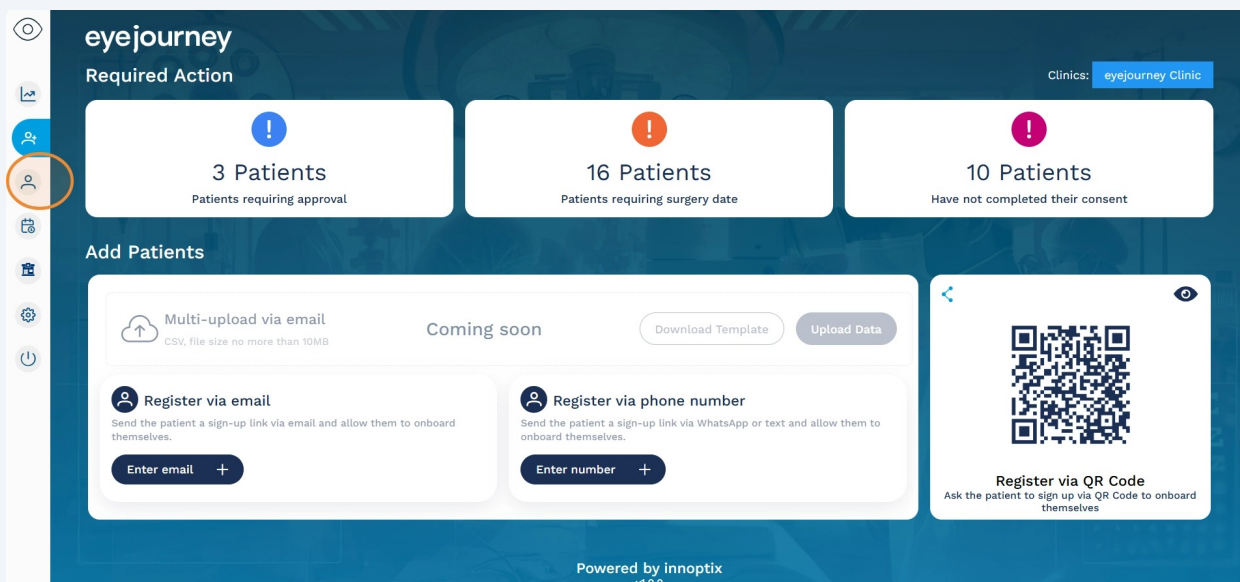 eyejourney
Required Action
Clinics: eyejourney Clinic
3 Patients
Patients requiring approval
16 Patients
Patients requiring surgery date
10 Patients
Have not completed their consent
Add Patients
Multi-upload via email
CSV, file size no more than 10MB
Coming soon
Download Template
Upload Data
Register via email
Send the patient a sign-up link via email and allow them to onboard
themselves.
Enter email +
Register via phone number
Send the patient a sign-up link via WhatsApp or text and allow them to
onboard themselves.
Enter number +
Register via QR Code
Ask the patient to sign up via QR Code to onboard
themselves
Powered by innoptix